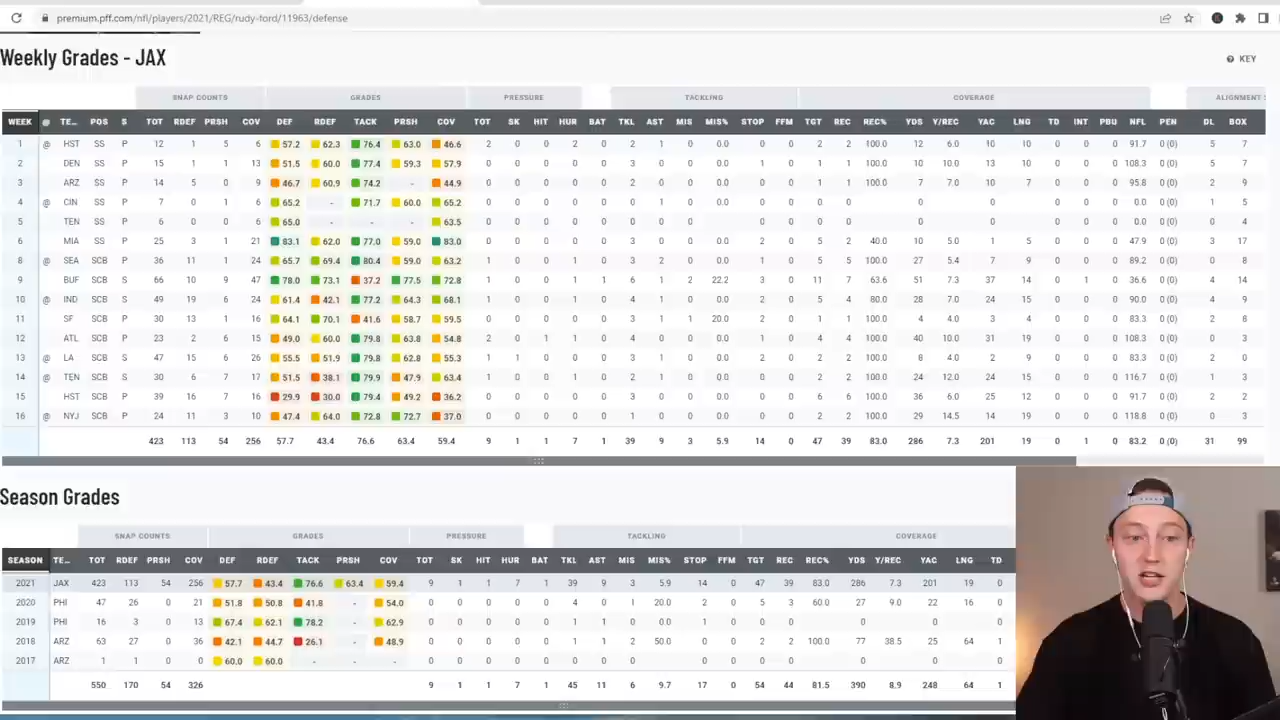 premium.pff.com/nfl/players/2021/REG/rudy-ford/11963/defense
Weekly Grades - JAX
KEY
SNAP COUNTS GRADES PRESSURE TACKLING COVERAGE ALIGNMENT
WEEK @ TE... POS S TOT RDEF PRSH COV DEF RDEF TACK PRSH COV TOT SK HIT HUR BAT TKL AST MIS MIS% STOP FFM TGT REC REC% YDS Y/REC YAC LNG TD INT PBU NFL PEN DL BOX
1 @ HST SS P 12 1 5 6 57.2 62.3 76.4 63.0 46.6 2 0 0 2 0 2 1 0 0.0 0 0 2 2 100.0 12 6.0 10 10 0 0 0 91.7 0 (0) 5 7
2 DEN SS P 15 1 1 13 51.5 60.0 77.4 59.3 57.9 0 0 0 0 0 2 0 0 0.0 0 0 1 1 100.0 10 10.0 13 10 0 0 0 108.3 0 (0) 5 7
3 ARZ SS P 14 5 0 9 46.7 60.9 74.2 - 44.9 0 0 0 0 0 2 0 0 0.0 0 0 1 1 100.0 7 7.0 10 7 0 0 0 95.8 0 (0) 2 9
4 @ CIN SS P 7 0 1 6 65.2 - 71.7 60.0 65.2 0 0 0 0 0 0 1 0 0.0 0 0 0 0 0 0 0 0 0 0 0 (0) 1 5
5 TEN SS P 6 0 0 6 65.0 - - - 63.5 0 0 0 0 0 0 0 0 0 0 0 0 0 0 0 0 0 0 0 (0) 0 4
6 MIA SS P 25 3 1 21 83.1 62.0 77.0 59.0 83.0 0 0 0 0 0 3 0 0 0.0 2 0 5 2 40.0 10 5.0 1 5 0 0 0 47.9 0 (0) 3 17
8 @ SEA SCB P 36 11 1 24 65.7 69.4 80.4 59.0 63.2 1 0 0 1 0 3 3 0 0.0 1 0 5 5 100.0 27 5.4 7 9 0 0 0 89.2 0 (0) 0 8
9 BUF SCB P 66 10 9 47 78.0 73.1 37.2 77.5 72.8 1 0 0 1 1 6 1 2 22.2 3 0 11 7 63.6 51 7.3 37 14 0 1 0 36.6 0 (0) 4 14
10 @ IND SCB S 49 19 6 24 61.4 42.1 77.2 64.3 68.1 1 0 0 1 0 4 1 0 0.0 2 0 5 4 80.0 28 7.0 24 15 0 0 0 90.0 0 (0) 4 9
11 SF SCB P 30 13 1 16 64.1 70.1 41.6 58.7 59.5 0 0 0 0 0 3 1 1 20.0 2 0 1 1 100.0 4 4.0 3 4 0 0 0 83.3 0 (0) 2 8
12 ATL SCB P 23 2 6 15 49.0 60.0 79.8 63.8 54.8 2 0 1 1 0 4 0 0 0.0 1 0 4 4 100.0 40 10.0 31 19 0 0 0 108.3 0 (0) 0 3
13 @ LA SCB S 47 15 6 26 55.5 51.9 79.8 62.8 55.3 1 1 0 0 0 3 1 0 0.0 2 0 2 2 100.0 8 4.0 2 9 0 0 0 83.3 0 (0) 2 0
14 @ TEN SCB S 30 6 7 17 51.5 38.1 79.9 47.9 63.4 1 0 0 1 0 3 0 0 0.0 0 0 2 2 100.0 24 12.0 24 15 0 0 0 116.7 0 (0) 1 3
15 HST SCB P 39 16 7 16 29.9 30.0 79.4 49.2 36.2 0 0 0 0 0 3 0 0 0.0 1 0 6 6 100.0 36 6.0 25 12 0 0 0 91.7 0 (0) 2 2
16 @ NYJ SCB P 24 11 3 10 47.4 64.0 72.8 72.7 37.0 0 0 0 0 0 1 0 0 0.0 0 0 2 2 100.0 29 14.5 14 19 0 0 0 118.8 0 (0) 0 3
423 113 54 256 57.7 43.4 76.6 63.4 59.4 9 1 1 7 1 39 9 3 5.9 14 0 47 39 83.0 286 7.3 201 19 0 1 0 83.2 0 (0) 31 99
Season Grades
SNAP COUNTS GRADES PRESSURE TACKLING COVERAGE
SEASON TE... TOT RDEF PRSH COV DEF RDEF TACK PRSH COV TOT SK HIT HUR BAT TKL AST MIS MIS% STOP FFM TGT REC REC% YDS Y/REC YAC LNG TD
2021 JAX 423 113 54 256 57.7 43.4 76.6 63.4 59.4 9 1 1 7 1 39 9 3 5.9 14 0 47 39 83.0 286 7.3 201 19 0
2020 PHI 47 26 0 21 51.8 50.8 41.8 - 54.0 0 0 0 0 0 4 0 1 20.0 2 0 5 3 60.0 27 9.0 22 16 0
2019 PHI 16 3 0 13 67.4 62.1 78.2 - 62.9 0 0 0 0 0 1 1 0 0.0 1 0 0 0 0 0 0 0
2018 ARZ 63 27 0 36 42.1 44.7 26.1 - 48.9 0 0 0 0 0 1 1 2 50.0 0 0 2 2 100.0 77 38.5 25 64 1
2017 ARZ 1 1 0 0 60.0 60.0 - - - 0 0 0 0 0 0 0 0 0 0 0 0 0 0 0 0
550 170 54 326 9 1 1 7 1 45 11 6 9.7 17 0 54 44 81.5 390 8.9 248 64 1